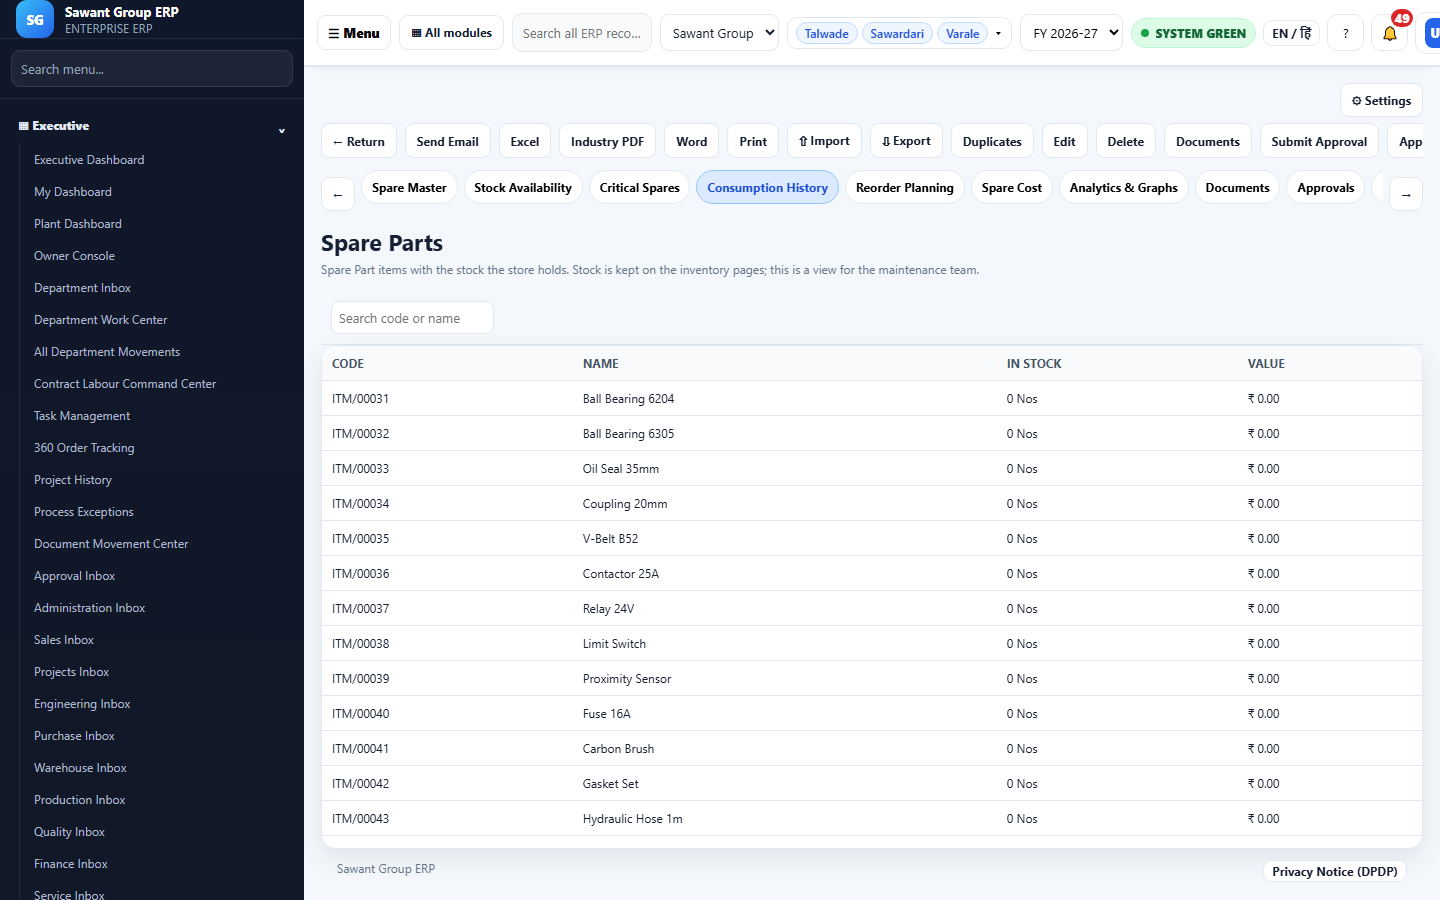 SG
Sawant Group ERP
ENTERPRISE ERP
Search menu...
Executive
Executive Dashboard
My Dashboard
Plant Dashboard
Owner Console
Department Inbox
Department Work Center
All Department Movements
Contract Labour Command Center
Task Management
360 Order Tracking
Project History
Process Exceptions
Document Movement Center
Approval Inbox
Administration Inbox
Sales Inbox
Projects Inbox
Engineering Inbox
Purchase Inbox
Warehouse Inbox
Production Inbox
Quality Inbox
Finance Inbox
Service Inbox
☰ Menu
All modules
Search all ERP reco...
Sawant Group
Talwade
Sawardari
Varale
FY 2026-27
SYSTEM GREEN
EN / हिं
?
49
U
⚙ Settings
← Return
Send Email
Excel
Industry PDF
Word
Print
⇧ Import
⇩ Export
Duplicates
Edit
Delete
Documents
Submit Approval
App
←
Spare Master
Stock Availability
Critical Spares
Consumption History
Reorder Planning
Spare Cost
Analytics & Graphs
Documents
Approvals
→
Spare Parts
Spare Part items with the stock the store holds. Stock is kept on the inventory pages; this is a view for the maintenance team.
Search code or name
CODE NAME IN STOCK VALUE
ITM/00031 Ball Bearing 6204 0 Nos ₹ 0.00
ITM/00032 Ball Bearing 6305 0 Nos ₹ 0.00
ITM/00033 Oil Seal 35mm 0 Nos ₹ 0.00
ITM/00034 Coupling 20mm 0 Nos ₹ 0.00
ITM/00035 V-Belt B52 0 Nos ₹ 0.00
ITM/00036 Contactor 25A 0 Nos ₹ 0.00
ITM/00037 Relay 24V 0 Nos ₹ 0.00
ITM/00038 Limit Switch 0 Nos ₹ 0.00
ITM/00039 Proximity Sensor 0 Nos ₹ 0.00
ITM/00040 Fuse 16A 0 Nos ₹ 0.00
ITM/00041 Carbon Brush 0 Nos ₹ 0.00
ITM/00042 Gasket Set 0 Nos ₹ 0.00
ITM/00043 Hydraulic Hose 1m 0 Nos ₹ 0.00
Sawant Group ERP
Privacy Notice (DPDP)